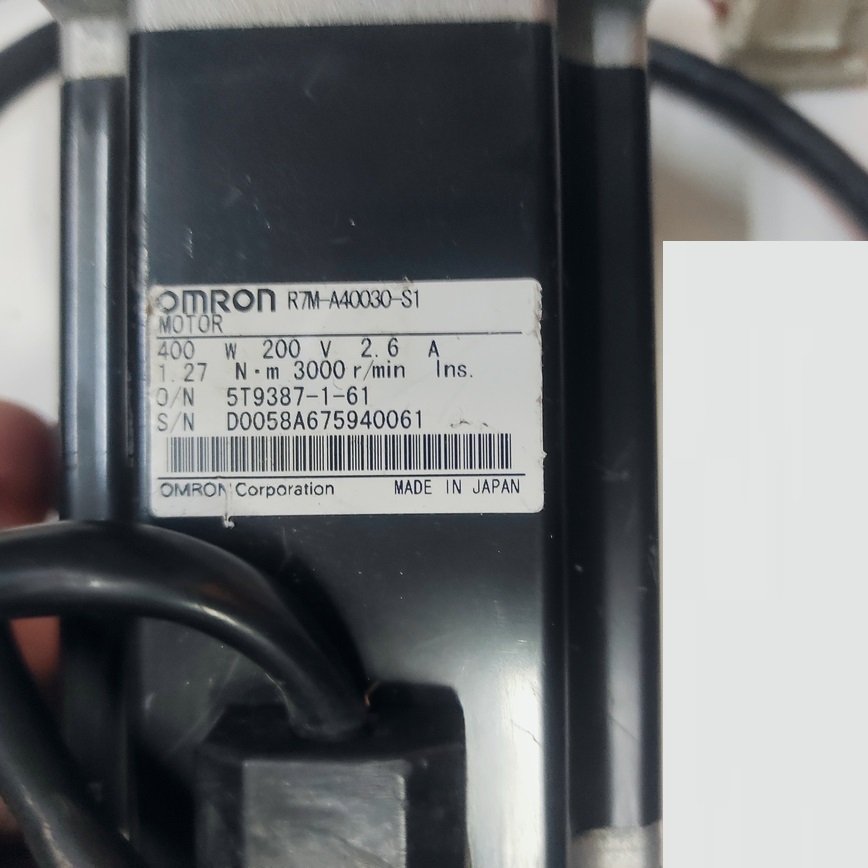 OMRON R7M-A40030-S1
MOTOR
400 W 200 V 2.6 A
1.27 N·m 3000 r/min Ins.
O/N 5T9387-1-61
S/N D0058A675940061
OMRON Corporation MADE IN JAPAN